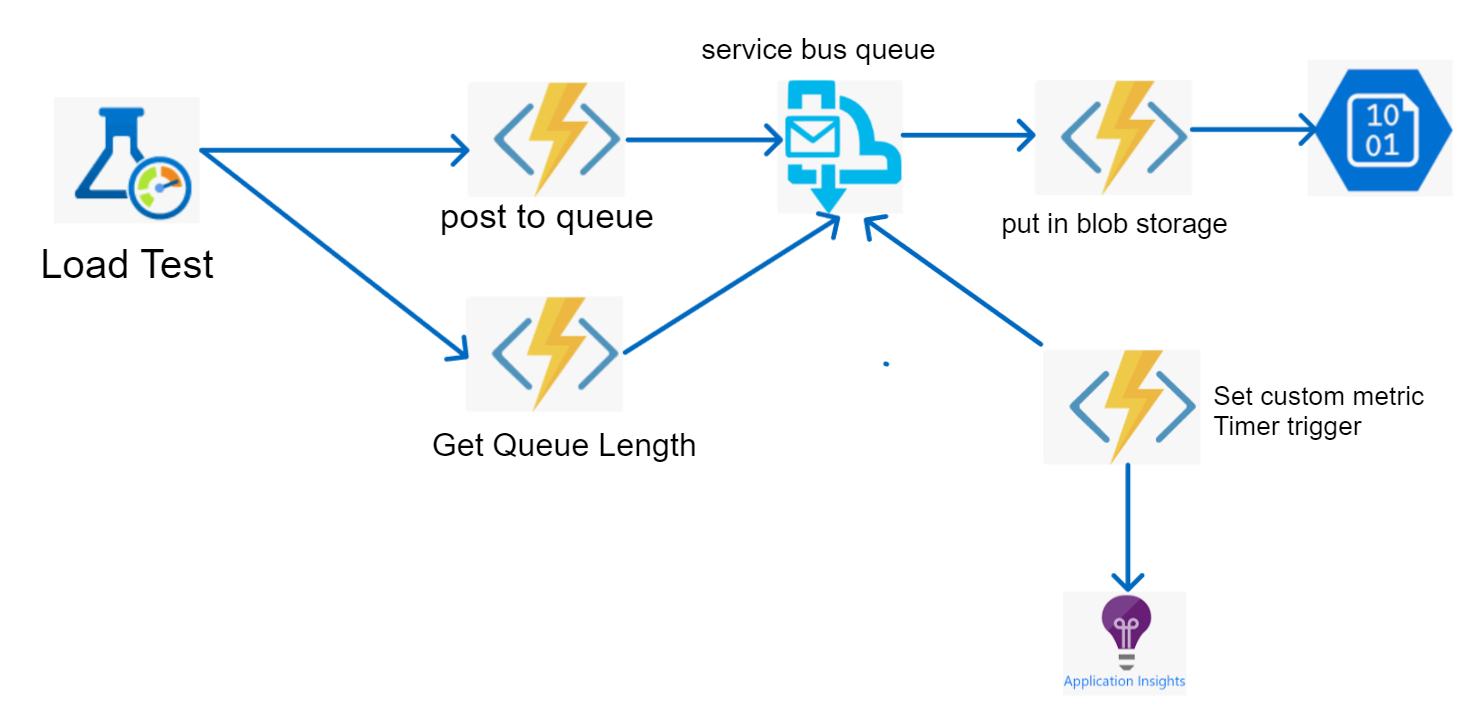 service bus queue
10
01
Load Test
post to queue
put in blob storage
Get Queue Length
Set custom metric
Timer trigger
Application Insights